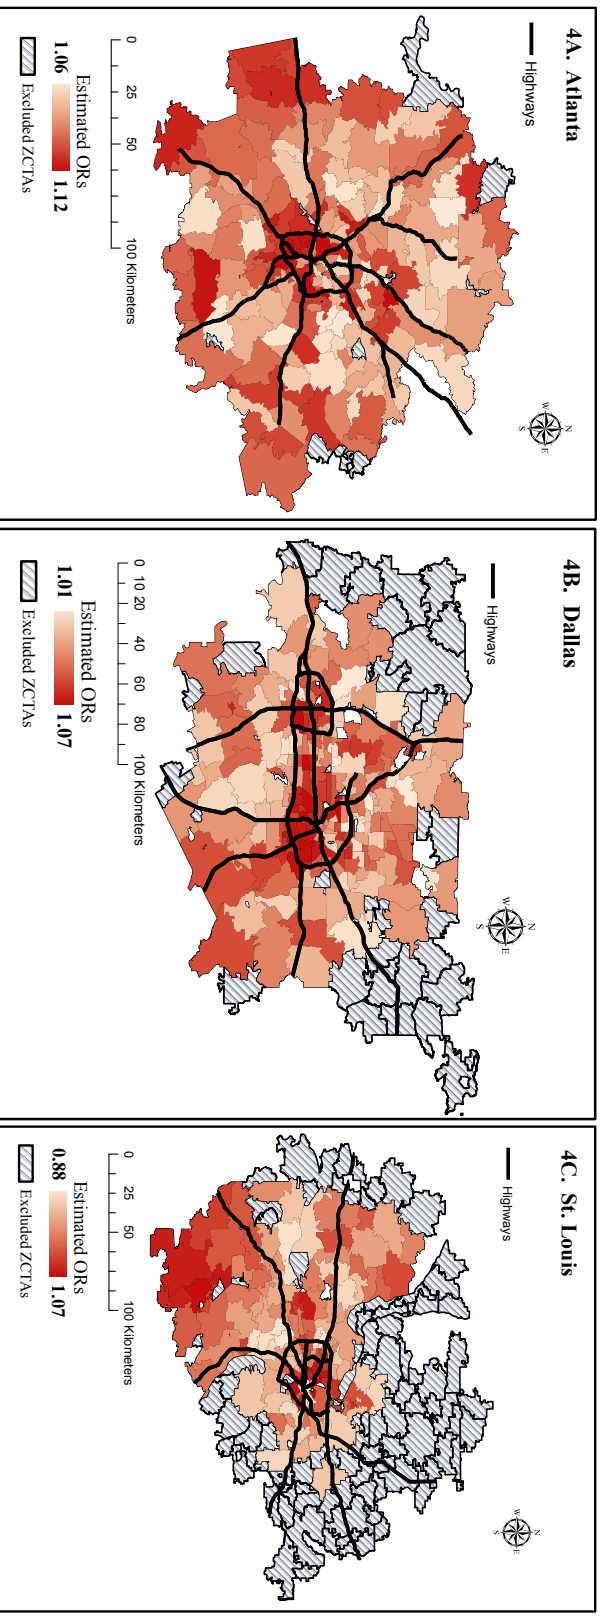 4A. Atlanta
Highways
N
W
E
S
Estimated ORs
1.06
1.12
Excluded ZCTAs
0
25
50
100 Kilometers
4B. Dallas
Highways
N
W
E
S
Estimated ORs
1.01
1.07
Excluded ZCTAs
0 10 20
40
60
80
100 Kilometers
4C. St. Louis
Highways
N
W
E
S
Estimated ORs
0.88
1.07
Excluded ZCTAs
0
25
50
100 Kilometers